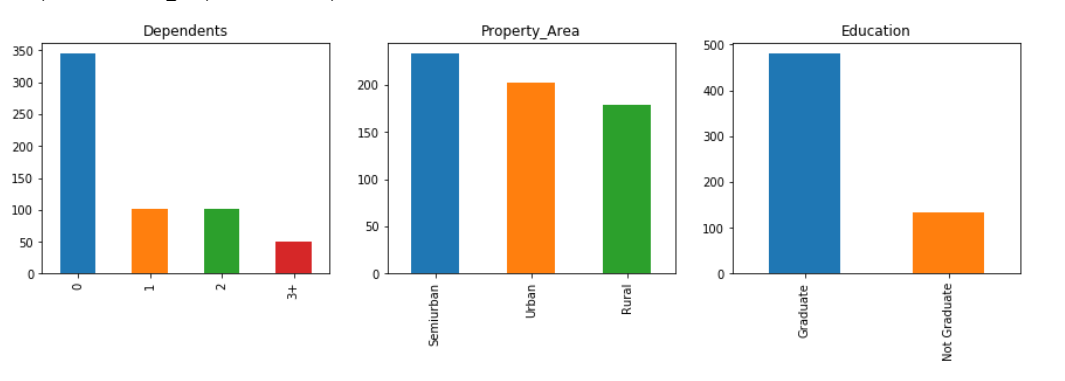 Dependents
350
300
250
200
150
100
50
0
0
1
2
3+
Property_Area
200
150
100
50
0
Semiurban
Urban
Rural
Education
500
400
300
200
100
0
Graduate
Not Graduate